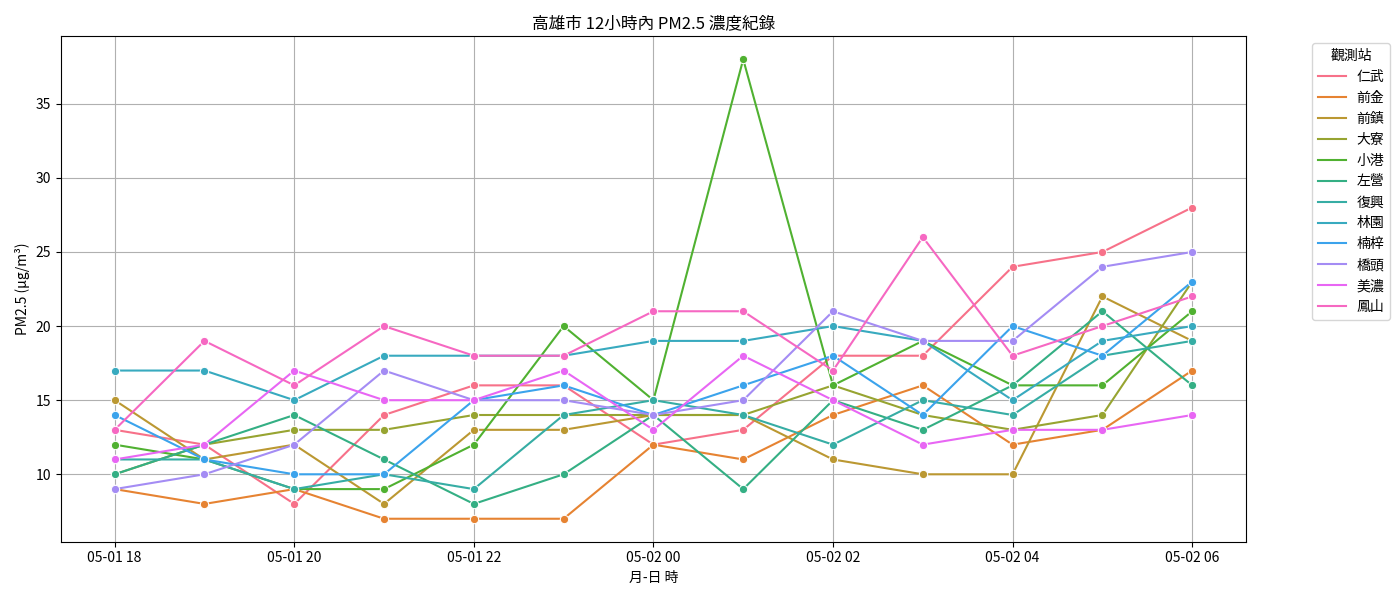 高雄市 12小時內 PM2.5 濃度紀錄
PM2.5 (μg/m³)
35
30
25
20
15
10
05-01 18
05-01 20
05-01 22
05-02 00
05-02 02
05-02 04
05-02 06
月-日 時
觀測站
仁武
前金
前鎮
大寮
小港
左營
復興
林園
楠梓
橋頭
美濃
鳳山